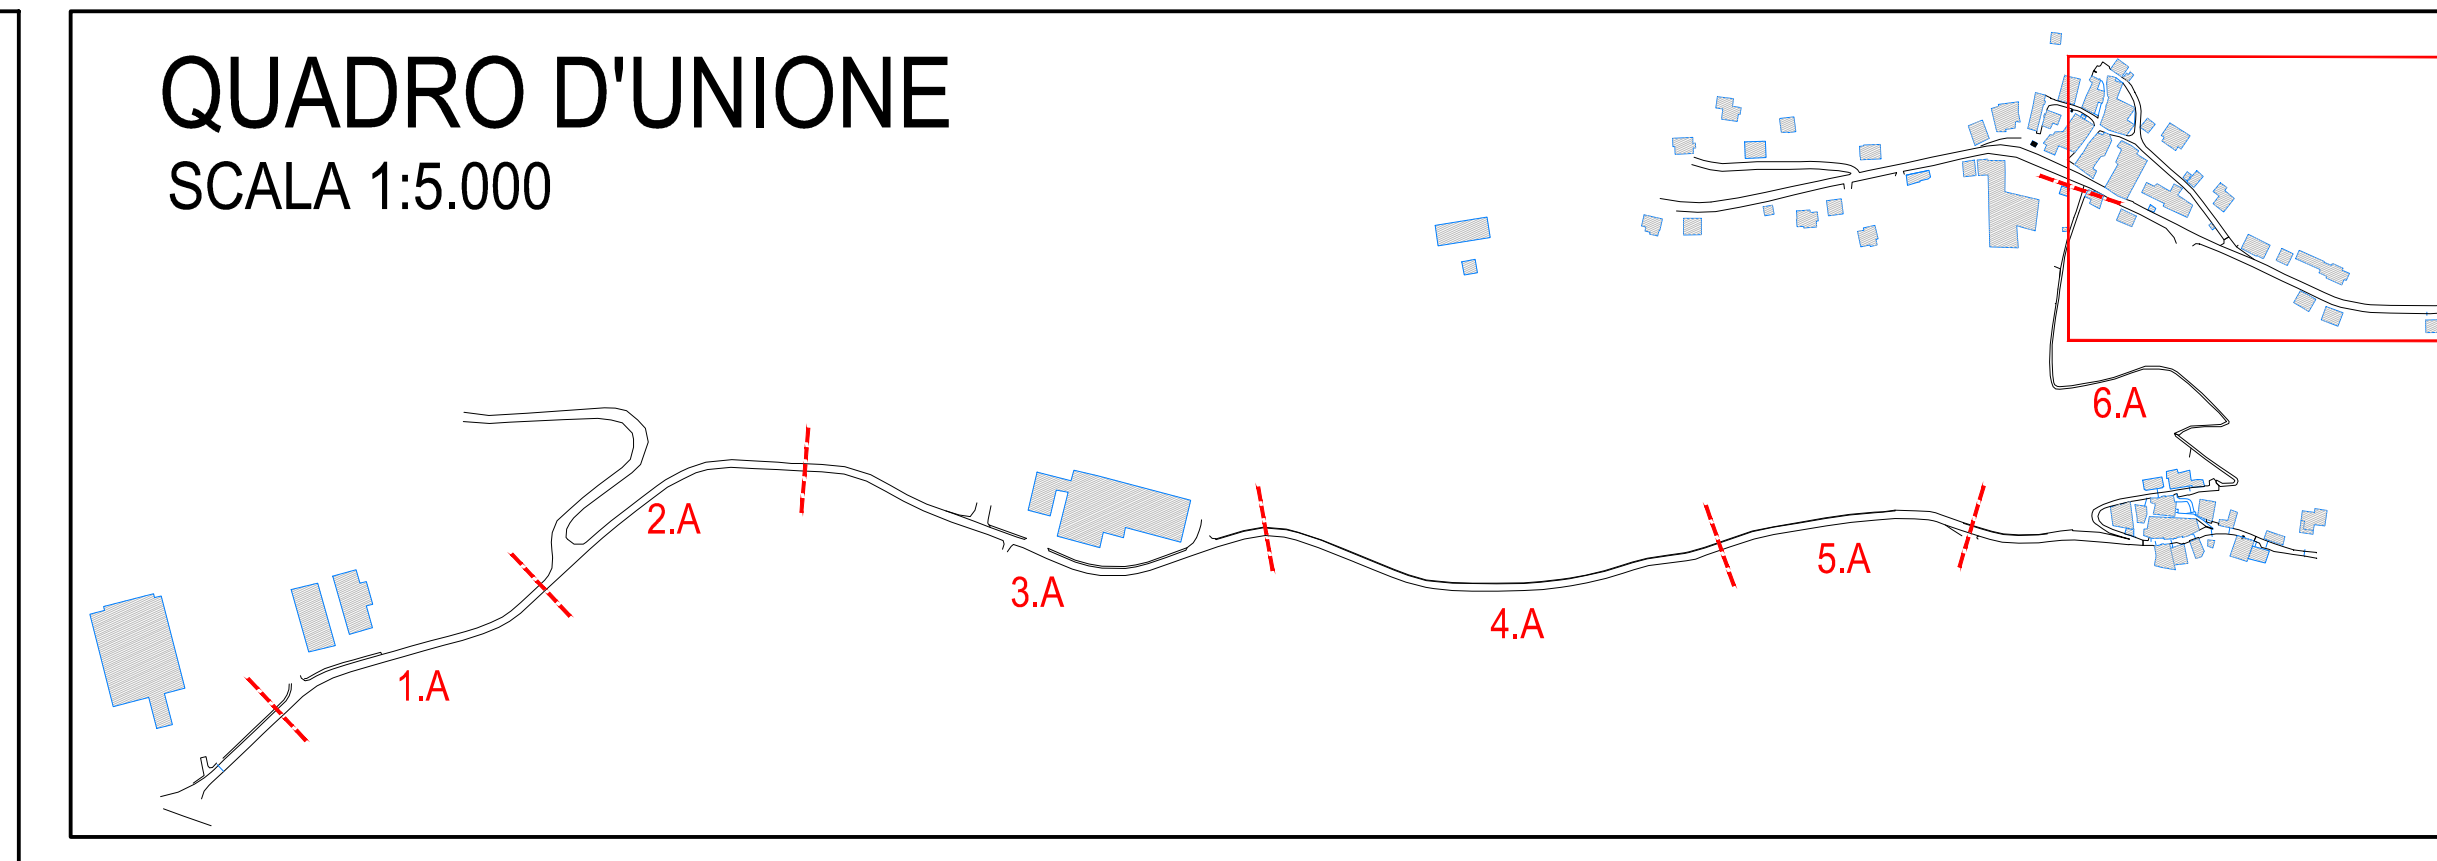 QUADRO D'UNIONE
SCALA 1:5.000
6.A
2.A
5.A
3.A
4.A
1.A